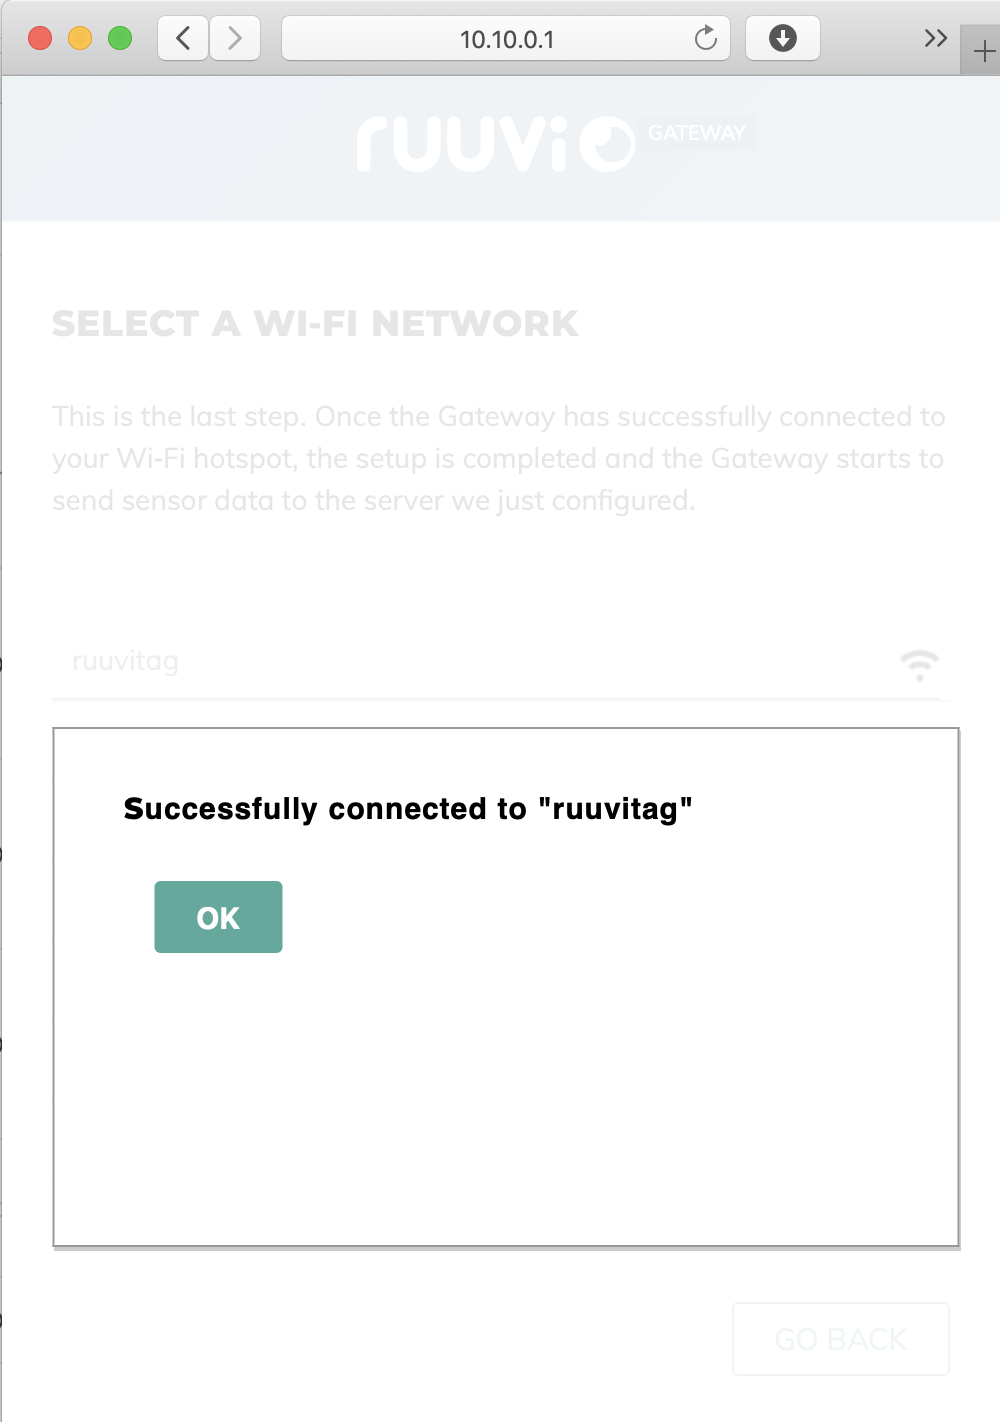 10.10.0.1
ruuvi GATEWAY
SELECT A WI-FI NETWORK
This is the last step. Once the Gateway has successfully connected to
your Wi-Fi hotspot, the setup is completed and the Gateway starts to
send sensor data to the server we just configured.
ruuvitag
Successfully connected to "ruuvitag"
OK
GO BACK